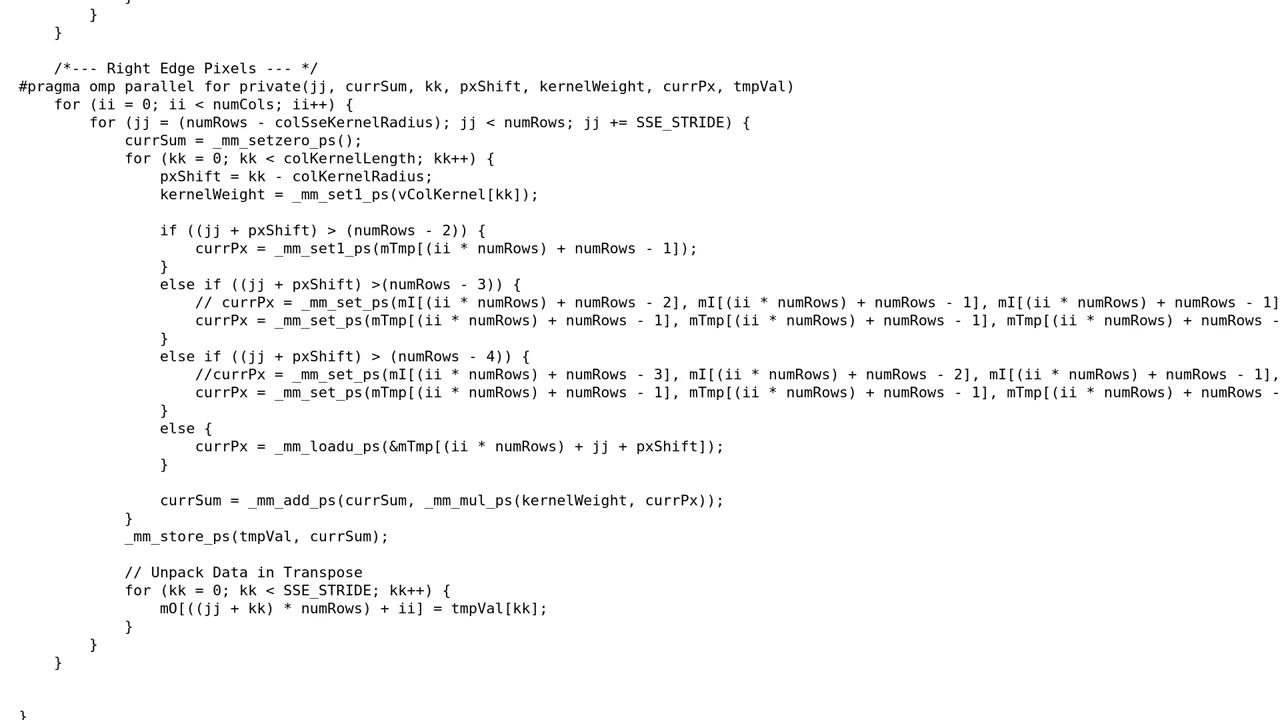 }
}
}

    /*--- Right Edge Pixels --- */
#pragma omp parallel for private(jj, currSum, kk, pxShift, kernelWeight, currPx, tmpVal)
    for (ii = 0; ii < numCols; ii++) {
        for (jj = (numRows - colSseKernelRadius); jj < numRows; jj += SSE_STRIDE) {
            currSum = _mm_setzero_ps();
            for (kk = 0; kk < colKernelLength; kk++) {
                pxShift = kk - colKernelRadius;
                kernelWeight = _mm_set1_ps(vColKernel[kk]);

                if ((jj + pxShift) > (numRows - 2)) {
                    currPx = _mm_set1_ps(mTmp[(ii * numRows) + numRows - 1]);
                }
                else if ((jj + pxShift) >(numRows - 3)) {
                    // currPx = _mm_set_ps(mI[(ii * numRows) + numRows - 2], mI[(ii * numRows) + numRows - 1], mI[(ii * numRows) + numRows - 1]
                    currPx = _mm_set_ps(mTmp[(ii * numRows) + numRows - 1], mTmp[(ii * numRows) + numRows - 1], mTmp[(ii * numRows) + numRows -
                }
                else if ((jj + pxShift) > (numRows - 4)) {
                    //currPx = _mm_set_ps(mI[(ii * numRows) + numRows - 3], mI[(ii * numRows) + numRows - 2], mI[(ii * numRows) + numRows - 1],
                    currPx = _mm_set_ps(mTmp[(ii * numRows) + numRows - 1], mTmp[(ii * numRows) + numRows - 1], mTmp[(ii * numRows) + numRows -
                }
                else {
                    currPx = _mm_loadu_ps(&mTmp[(ii * numRows) + jj + pxShift]);
                }

                currSum = _mm_add_ps(currSum, _mm_mul_ps(kernelWeight, currPx));
            }
            _mm_store_ps(tmpVal, currSum);

            // Unpack Data in Transpose
            for (kk = 0; kk < SSE_STRIDE; kk++) {
                mO[((jj + kk) * numRows) + ii] = tmpVal[kk];
            }
        }
    }


}